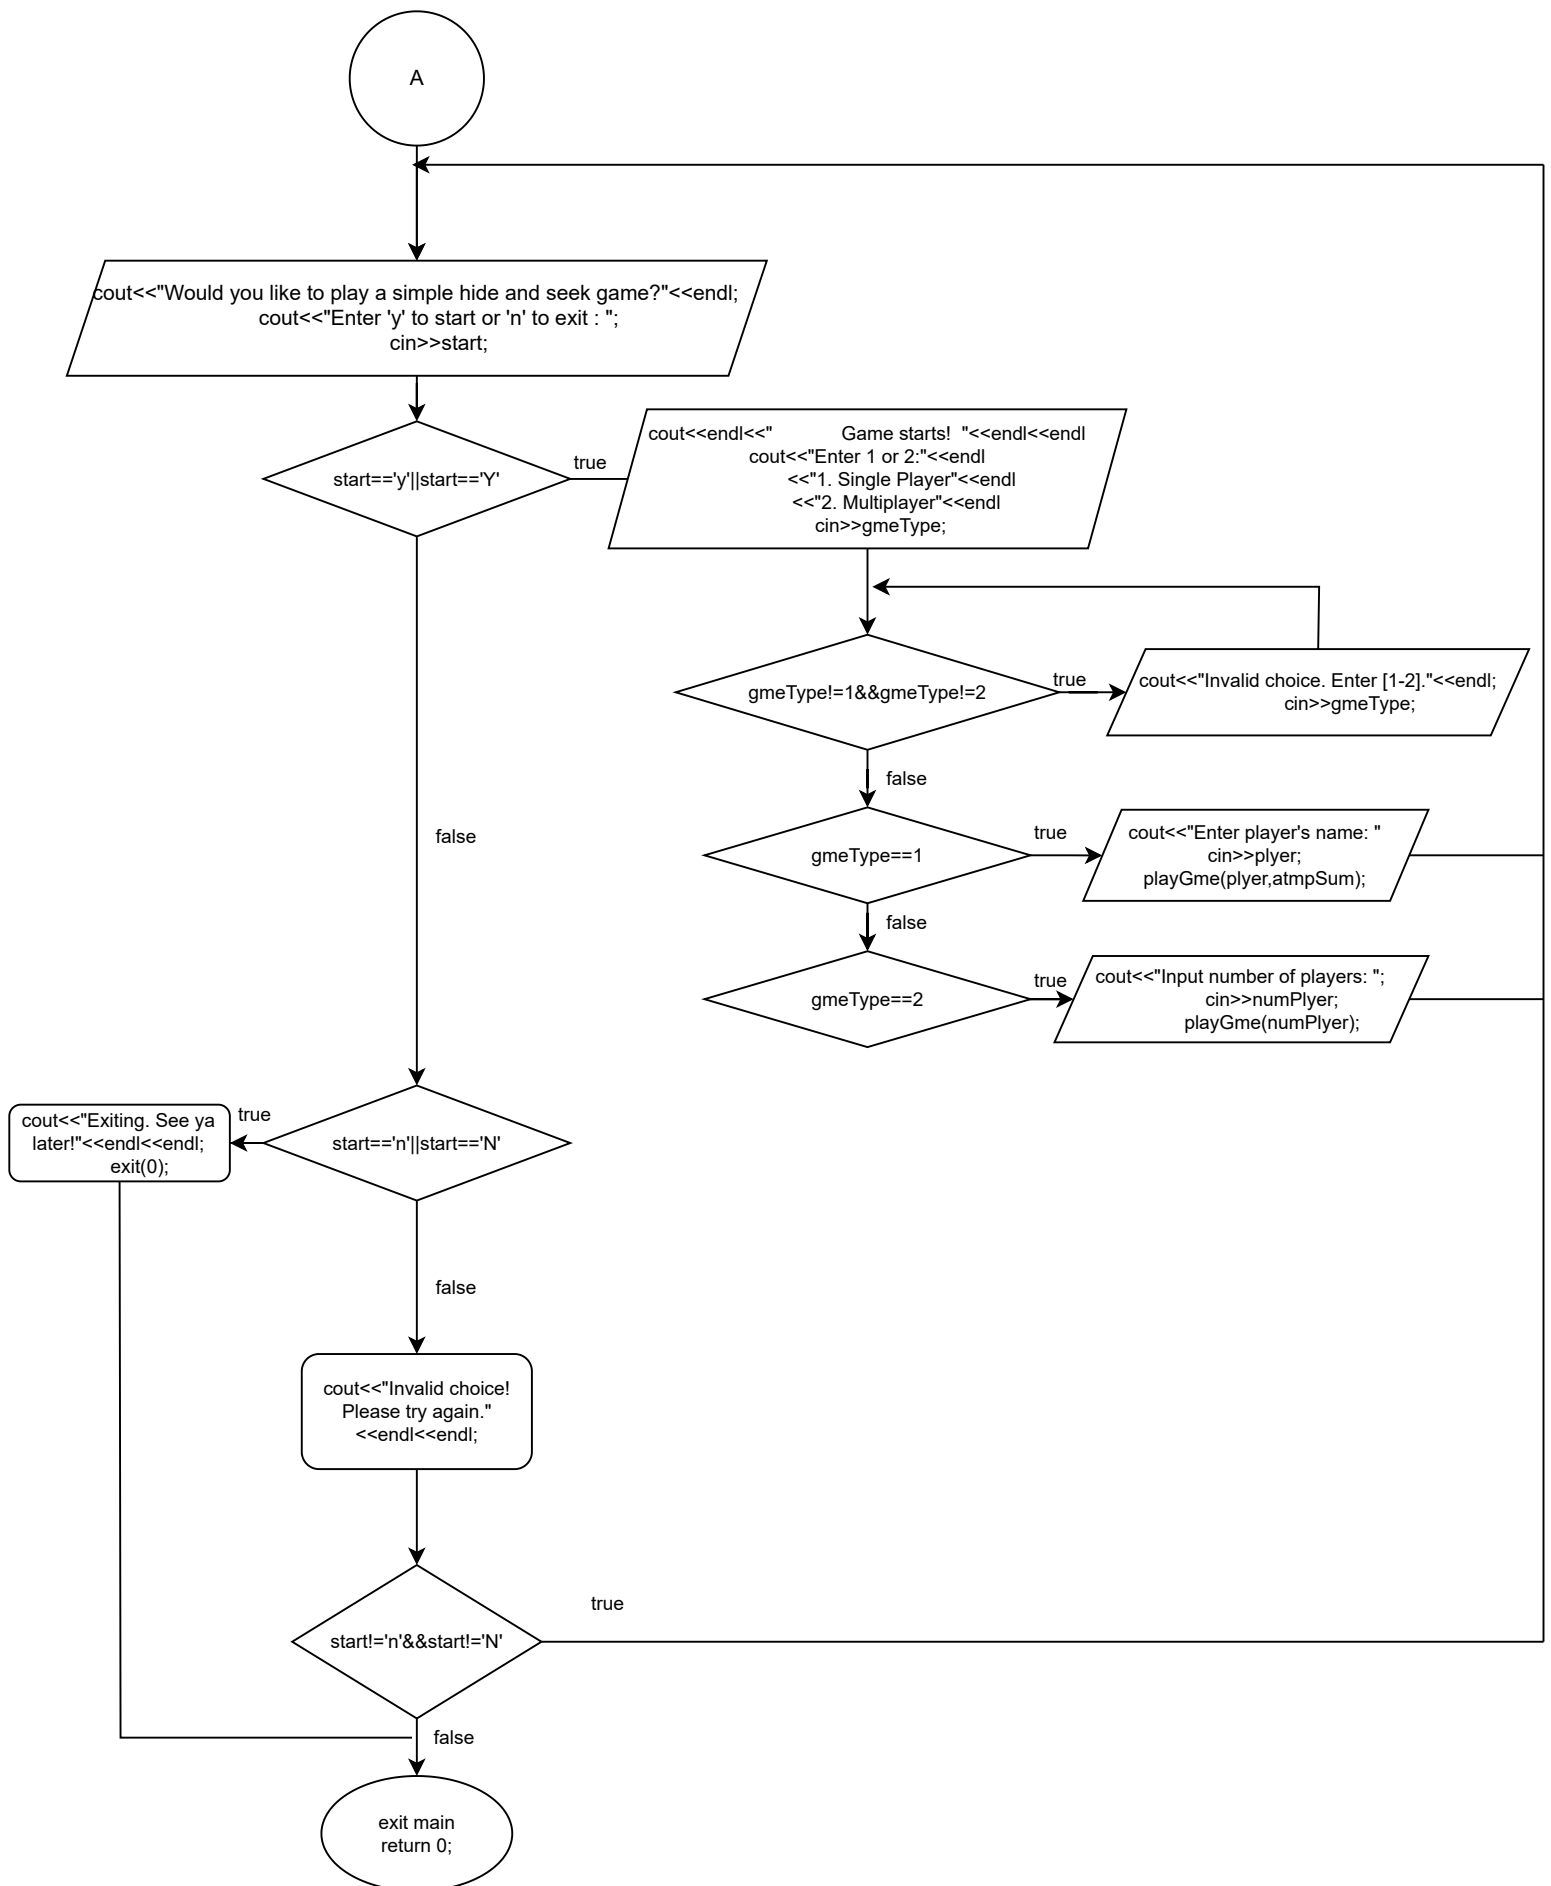 A
cout<<"Would you like to play a simple hide and seek game?"<<endl;
cout<<"Enter 'y' to start or 'n' to exit : ";
cin>>start;
start=='y'||start=='Y'
true
cout<<endl<<"             Game starts!  "<<endl<<endl
cout<<"Enter 1 or 2:"<<endl
<<"1. Single Player"<<endl
<<"2. Multiplayer"<<endl
cin>>gmeType;
gmeType!=1&&gmeType!=2
true
cout<<"Invalid choice. Enter [1-2]."<<endl;
cin>>gmeType;
false
gmeType==1
true
cout<<"Enter player's name: "
cin>>plyer;
playGme(plyer,atmpSum);
false
gmeType==2
true
cout<<"Input number of players: ";
cin>>numPlyer;
playGme(numPlyer);
false
start=='n'||start=='N'
true
cout<<"Exiting. See ya
later!"<<endl<<endl;
exit(0);
false
cout<<"Invalid choice!
Please try again."
<<endl<<endl;
start!='n'&&start!='N'
true
false
exit main
return 0;